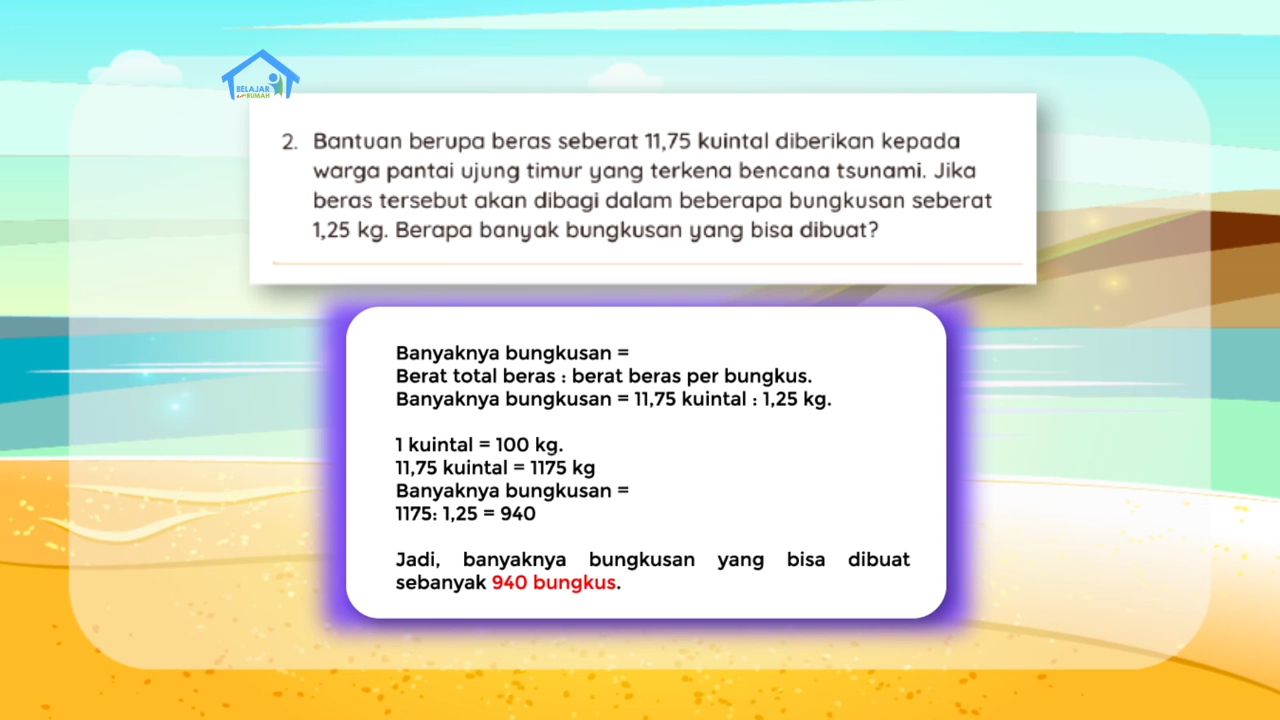 BELAJAR
dari RUMAH
2. Bantuan berupa beras seberat 11,75 kuintal diberikan kepada
warga pantai ujung timur yang terkena bencana tsunami. Jika
beras tersebut akan dibagi dalam beberapa bungkusan seberat
1,25 kg. Berapa banyak bungkusan yang bisa dibuat?
Banyaknya bungkusan =
Berat total beras : berat beras per bungkus.
Banyaknya bungkusan = 11,75 kuintal : 1,25 kg.
1 kuintal = 100 kg.
11,75 kuintal = 1175 kg
Banyaknya bungkusan =
1175: 1,25 = 940
Jadi, banyaknya bungkusan yang bisa dibuat
sebanyak 940 bungkus.